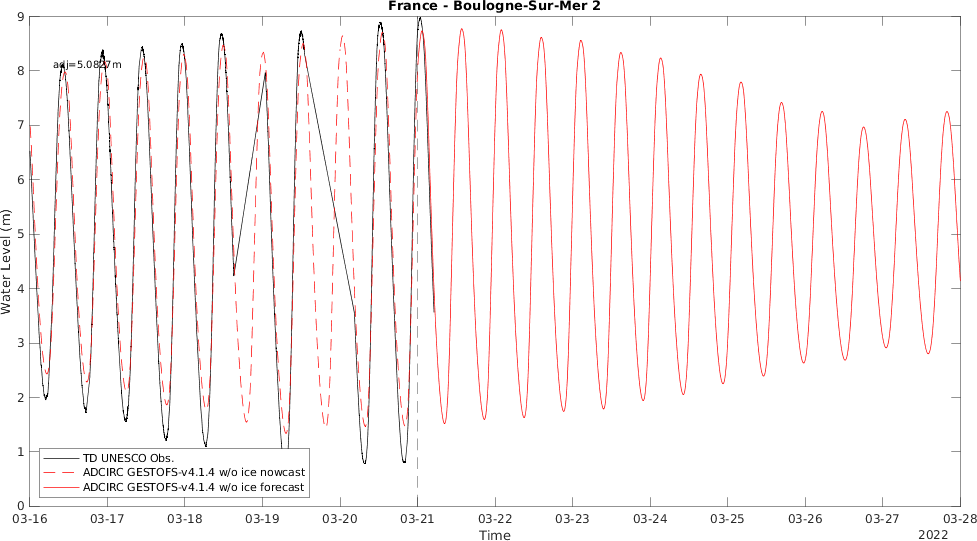 France - Boulogne-Sur-Mer 2
9
8
7
6
5
4
3
2
1
0
Water Level (m)
adj=5.0827m
TD UNESCO Obs.
ADCIRC GESTOFS-v4.1.4 w/o ice nowcast
ADCIRC GESTOFS-v4.1.4 w/o ice forecast
03-16 03-17 03-18 03-19 03-20 03-21 03-22 03-23 03-24 03-25 03-26 03-27 03-28
Time
2022